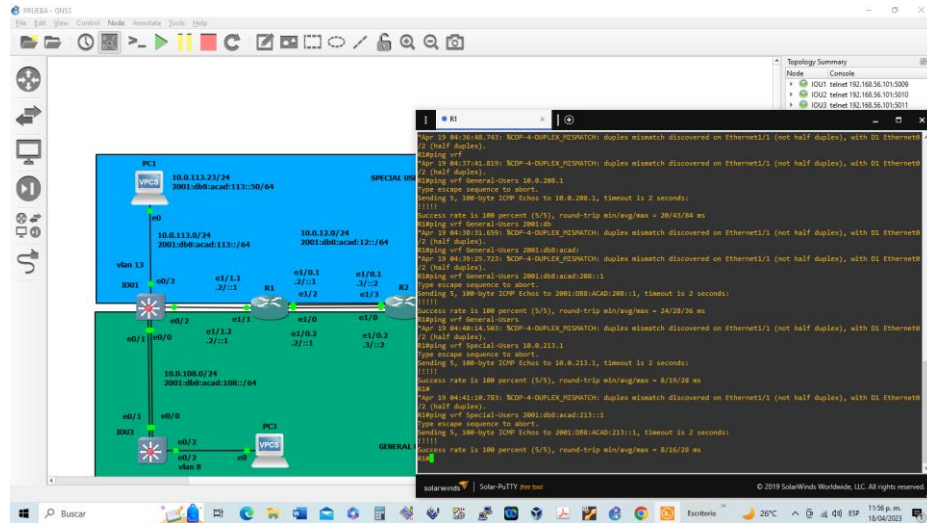 PRUEBA - GNS3
File Edit View Control Node Annotate Tools Help
Topology Summary
Node Console
IOU1 telnet 192.168.56.101:5009
IOU2 telnet 192.168.56.101:5010
IOU3 telnet 192.168.56.101:5011
R1
*Apr 19 04:36:48.743: %CDP-4-DUPLEX_MISMATCH: duplex mismatch discovered on Ethernet1/1 (not half duplex), with D1 Ethernet0
/2 (half duplex).
R1#ping vrf
*Apr 19 04:37:41.819: %CDP-4-DUPLEX_MISMATCH: duplex mismatch discovered on Ethernet1/1 (not half duplex), with D1 Ethernet0
/2 (half duplex).
R1#ping vrf General-Users 10.0.208.1
Type escape sequence to abort.
Sending 5, 100-byte ICMP Echos to 10.0.208.1, timeout is 2 seconds:
!!!!!
Success rate is 100 percent (5/5), round-trip min/avg/max = 20/43/84 ms
R1#ping vrf General-Users 2001:db
*Apr 19 04:38:31.659: %CDP-4-DUPLEX_MISMATCH: duplex mismatch discovered on Ethernet1/1 (not half duplex), with D1 Ethernet0
/2 (half duplex).
R1#ping vrf General-Users 2001:db8:acad:
*Apr 19 04:39:25.723: %CDP-4-DUPLEX_MISMATCH: duplex mismatch discovered on Ethernet1/1 (not half duplex), with D1 Ethernet0
/2 (half duplex).
R1#ping vrf General-Users 2001:db8:acad:208::1
Type escape sequence to abort.
Sending 5, 100-byte ICMP Echos to 2001:DB8:ACAD:208::1, timeout is 2 seconds:
!!!!!
Success rate is 100 percent (5/5), round-trip min/avg/max = 24/28/36 ms
R1#ping vrf General-Users
*Apr 19 04:40:14.503: %CDP-4-DUPLEX_MISMATCH: duplex mismatch discovered on Ethernet1/1 (not half duplex), with D1 Ethernet0
/2 (half duplex).
R1#ping vrf Special-Users 10.0.213.1
Type escape sequence to abort.
Sending 5, 100-byte ICMP Echos to 10.0.213.1, timeout is 2 seconds:
!!!!!
Success rate is 100 percent (5/5), round-trip min/avg/max = 8/19/28 ms
R1#
*Apr 19 04:41:10.783: %CDP-4-DUPLEX_MISMATCH: duplex mismatch discovered on Ethernet1/1 (not half duplex), with D1 Ethernet0
/2 (half duplex).
R1#ping vrf Special-Users 2001:db8:acad:213::1
Type escape sequence to abort.
Sending 5, 100-byte ICMP Echos to 2001:DB8:ACAD:213::1, timeout is 2 seconds:
!!!!!
Success rate is 100 percent (5/5), round-trip min/avg/max = 8/16/28 ms
R1#
solarwinds Solar-PuTTY free tool
© 2019 SolarWinds Worldwide, LLC. All rights reserved.
PC1
VPCS
10.0.113.23/24
2001:db8:acad:113::50/64
SPECIAL
e0
10.0.113.0/24
2001:db8:acad:113::/64
10.0.12.0/24
2001:db8:acad:12::/64
vlan 13
IOU1
e0/3
e1/1.1
.2/::1
R1
e1/0.1
.2/::1
e1/2
e1/0.1
.3/::2
e1/3
R2
e0/2
e1/1
e1/0
e1/0
e0/1
e0/0
e1/1.2
.2/::1
e1/0.2
.2/::1
e1/0.2
.3/::2
10.0.108.0/24
2001:db8:acad:108::/64
e0/1
e0/0
IOU3
e0/2
e0/2
vlan 8
PC3
VPCS
e0
GENERAL
Buscar
Escritorio
26°C
ESP
11:56 p. m.
18/04/2023